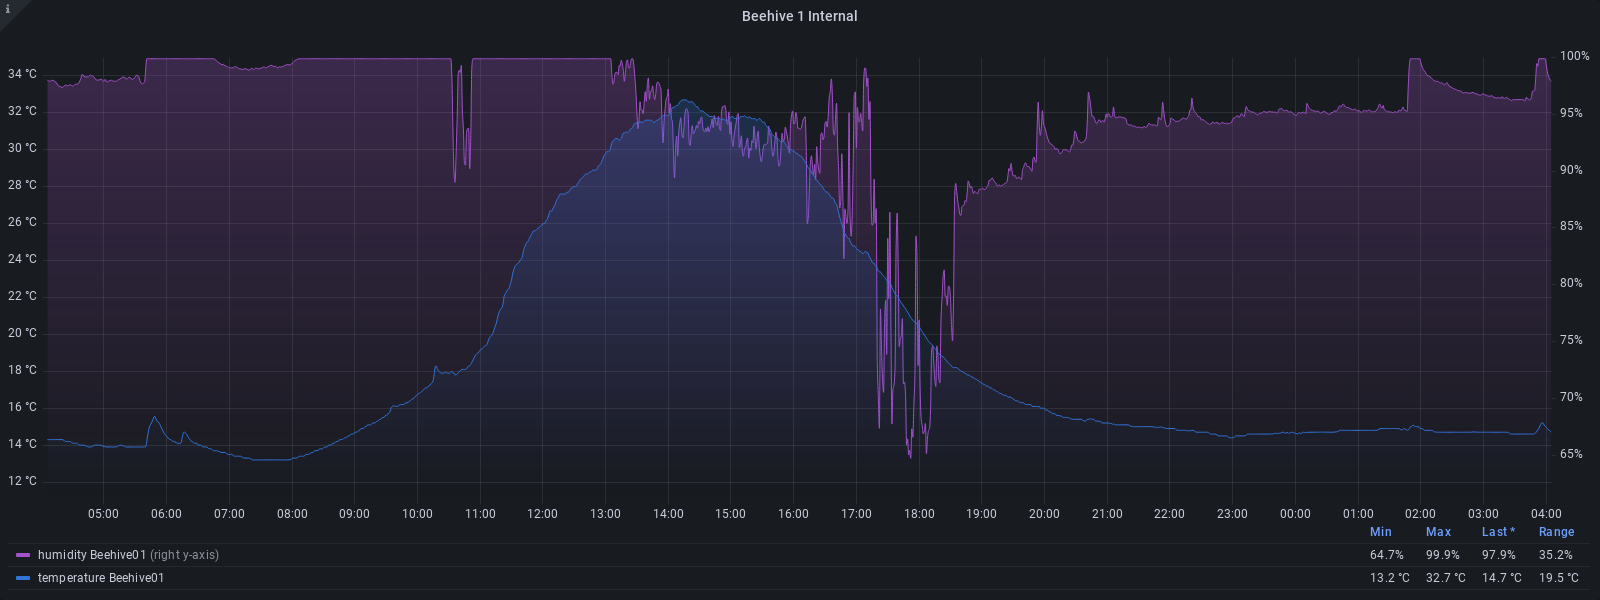 i
Beehive 1 Internal
34 °C
32 °C
30 °C
28 °C
26 °C
24 °C
22 °C
20 °C
18 °C
16 °C
14 °C
12 °C
100%
95%
90%
85%
80%
75%
70%
65%
05:00 06:00 07:00 08:00 09:00 10:00 11:00 12:00 13:00 14:00 15:00 16:00 17:00 18:00 19:00 20:00 21:00 22:00 23:00 00:00 01:00 02:00 03:00 04:00
Min Max Last * Range
humidity Beehive01 (right y-axis) 64.7% 99.9% 97.9% 35.2%
temperature Beehive01 13.2 °C 32.7 °C 14.7 °C 19.5 °C